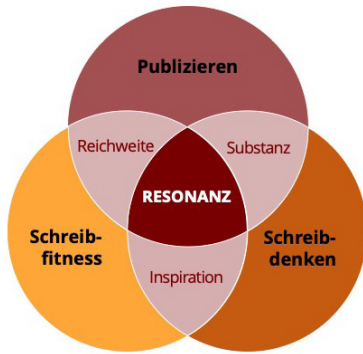 Publizieren
Reichweite
Substanz
RESONANZ
Schreib-
fitness
Schreib-
denken
Inspiration